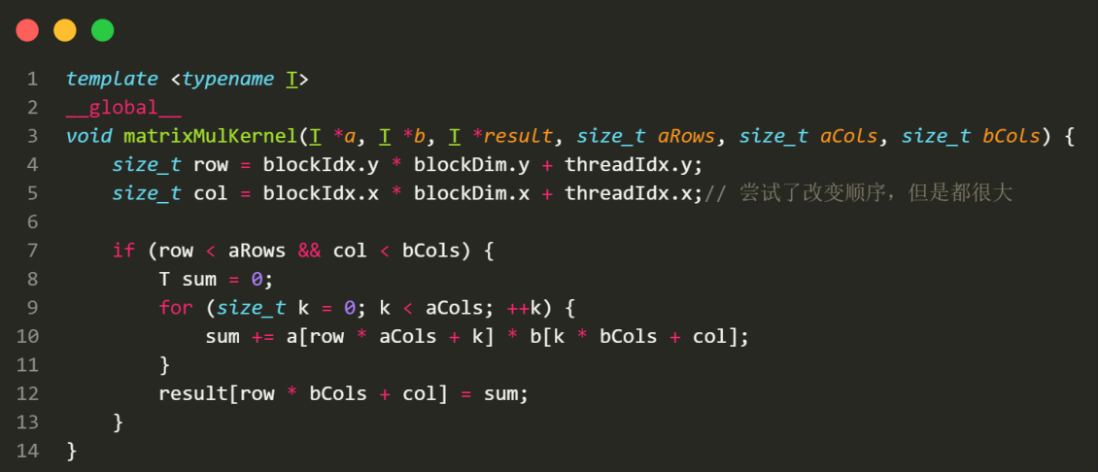 1 template <typename T>
2 __global__
3 void matrixMulKernel(T *a, T *b, T *result, size_t aRows, size_t aCols, size_t bCols) {
4     size_t row = blockIdx.y * blockDim.y + threadIdx.y;
5     size_t col = blockIdx.x * blockDim.x + threadIdx.x;// 尝试了改变顺序，但是都很大
6
7     if (row < aRows && col < bCols) {
8         T sum = 0;
9         for (size_t k = 0; k < aCols; ++k) {
10             sum += a[row * aCols + k] * b[k * bCols + col];
11         }
12         result[row * bCols + col] = sum;
13     }
14 }